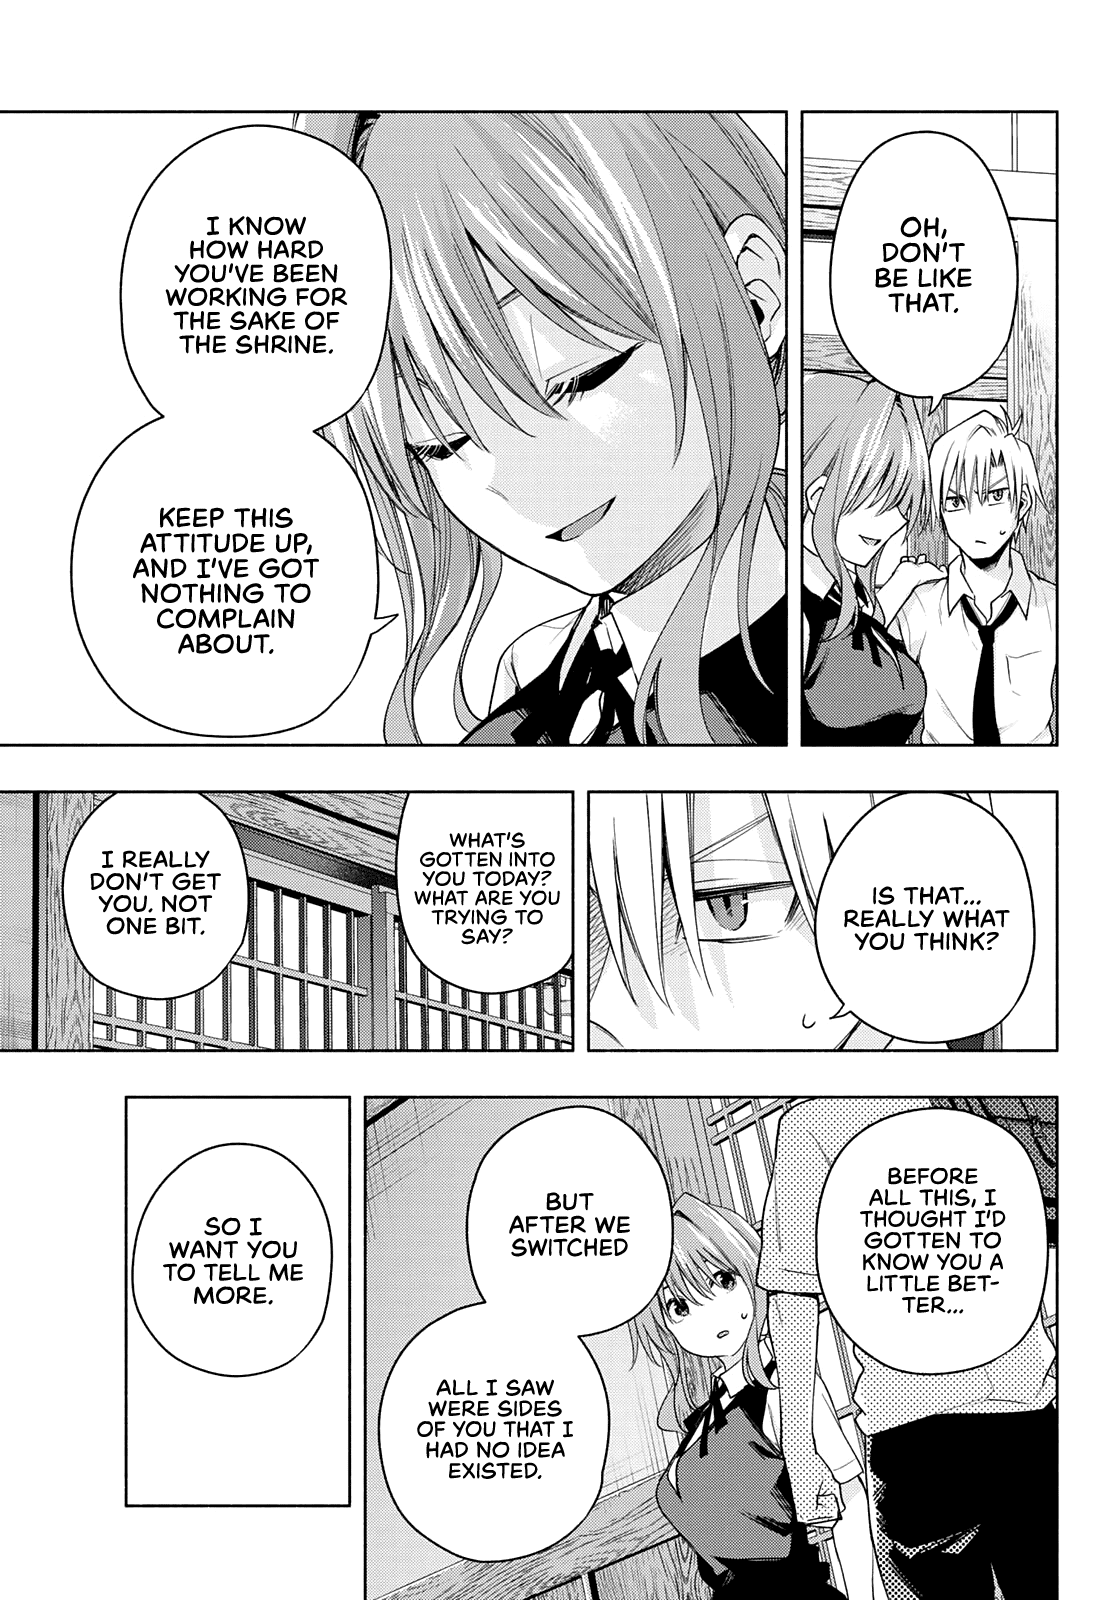 OH,
DON'T
BE LIKE
THAT.
I KNOW
HOW HARD
YOU'VE BEEN
WORKING FOR
THE SAKE OF
THE SHRINE.
KEEP THIS
ATTITUDE UP,
AND I'VE GOT
NOTHING TO
COMPLAIN
ABOUT.
IS THAT...
REALLY WHAT
YOU THINK?
WHAT'S
GOTTEN INTO
YOU TODAY?
WHAT ARE YOU
TRYING TO
SAY?
I REALLY
DON'T GET
YOU. NOT
ONE BIT.
BEFORE
ALL THIS, I
THOUGHT I'D
GOTTEN TO
KNOW YOU A
LITTLE BET-
TER...
BUT
AFTER WE
SWITCHED
ALL I SAW
WERE SIDES
OF YOU THAT I
HAD NO IDEA
EXISTED.
SO I
WANT YOU
TO TELL ME
MORE.